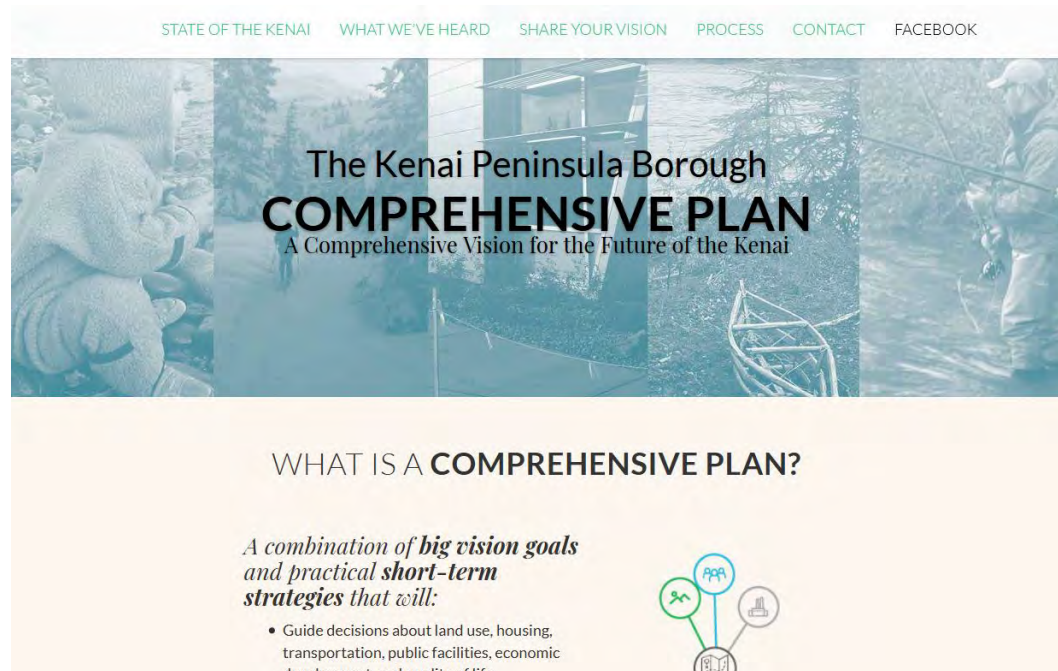 STATE OF THE KENAI WHAT WE'VE HEARD SHARE YOUR VISION PROCESS CONTACT FACEBOOK
The Kenai Peninsula Borough
COMPREHENSIVE PLAN
A Comprehensive Vision for the Future of the Kenai
WHAT IS A COMPREHENSIVE PLAN?
A combination of big vision goals
and practical short-term
strategies that will:
• Guide decisions about land use, housing,
transportation, public facilities, economic